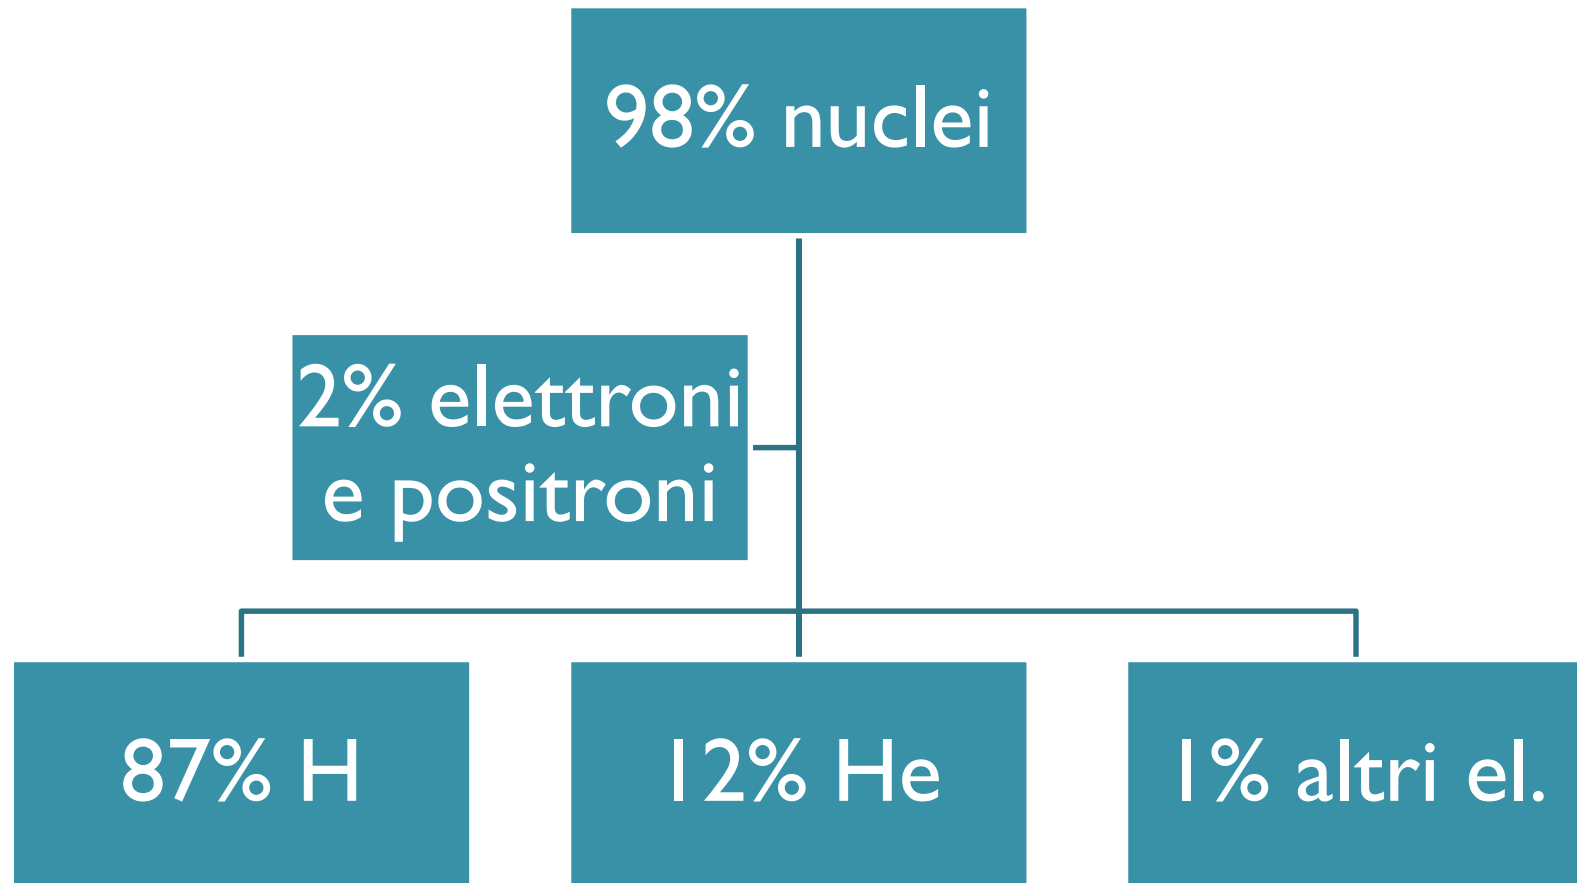 98% nuclei
2% elettroni
e positroni
87% H
12% He
1% altri el.